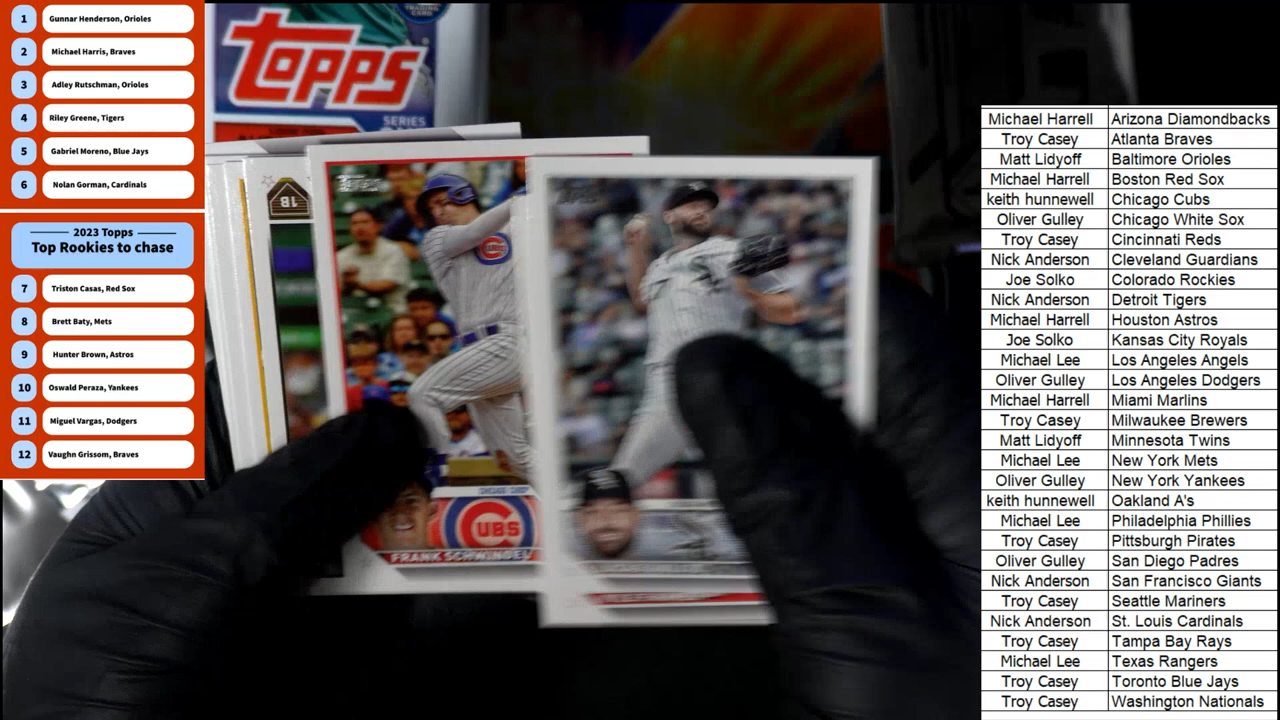 1 Gunnar Henderson, Orioles
2 Michael Harris, Braves
3 Adley Rutschman, Orioles
4 Riley Greene, Tigers
5 Gabriel Moreno, Blue Jays
6 Nolan Gorman, Cardinals
2023 Topps
Top Rookies to chase
7 Triston Casas, Red Sox
8 Brett Baty, Mets
9 Hunter Brown, Astros
10 Oswald Peraza, Yankees
11 Miguel Vargas, Dodgers
12 Vaughn Grissom, Braves
TOPPS
SERIES
1B
CUBS
CHICAGO CUBS
CUBS
FRANK SCHWINDEL
Michael Harrell Arizona Diamondbacks
Troy Casey Atlanta Braves
Matt Lidyoff Baltimore Orioles
Michael Harrell Boston Red Sox
keith hunnewell Chicago Cubs
Oliver Gulley Chicago White Sox
Troy Casey Cincinnati Reds
Nick Anderson Cleveland Guardians
Joe Solko Colorado Rockies
Nick Anderson Detroit Tigers
Michael Harrell Houston Astros
Joe Solko Kansas City Royals
Michael Lee Los Angeles Angels
Oliver Gulley Los Angeles Dodgers
Michael Harrell Miami Marlins
Troy Casey Milwaukee Brewers
Matt Lidyoff Minnesota Twins
Michael Lee New York Mets
Oliver Gulley New York Yankees
keith hunnewell Oakland A's
Michael Lee Philadelphia Phillies
Troy Casey Pittsburgh Pirates
Oliver Gulley San Diego Padres
Nick Anderson San Francisco Giants
Troy Casey Seattle Mariners
Nick Anderson St. Louis Cardinals
Troy Casey Tampa Bay Rays
Michael Lee Texas Rangers
Troy Casey Toronto Blue Jays
Troy Casey Washington Nationals